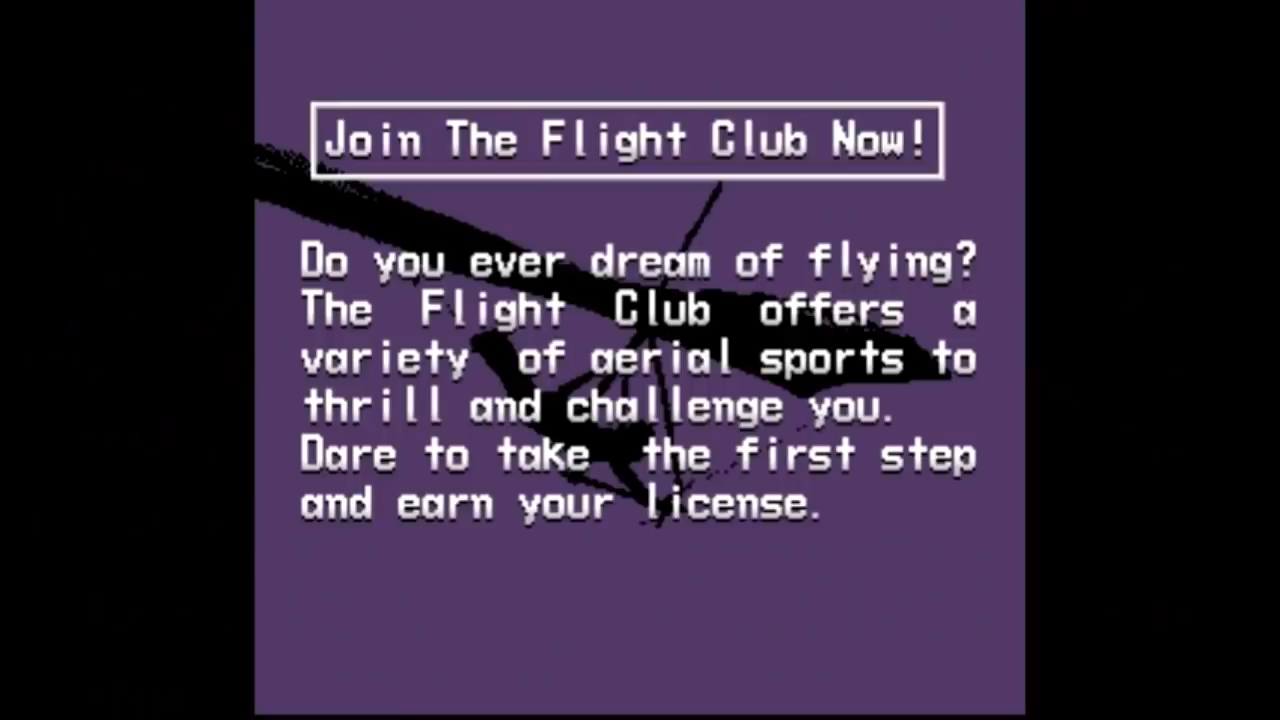 Join The Flight Club Now!
Do you ever dream of flying?
The Flight Club offers a
variety of aerial sports to
thrill and challenge you.
Dare to take the first step
and earn your license.